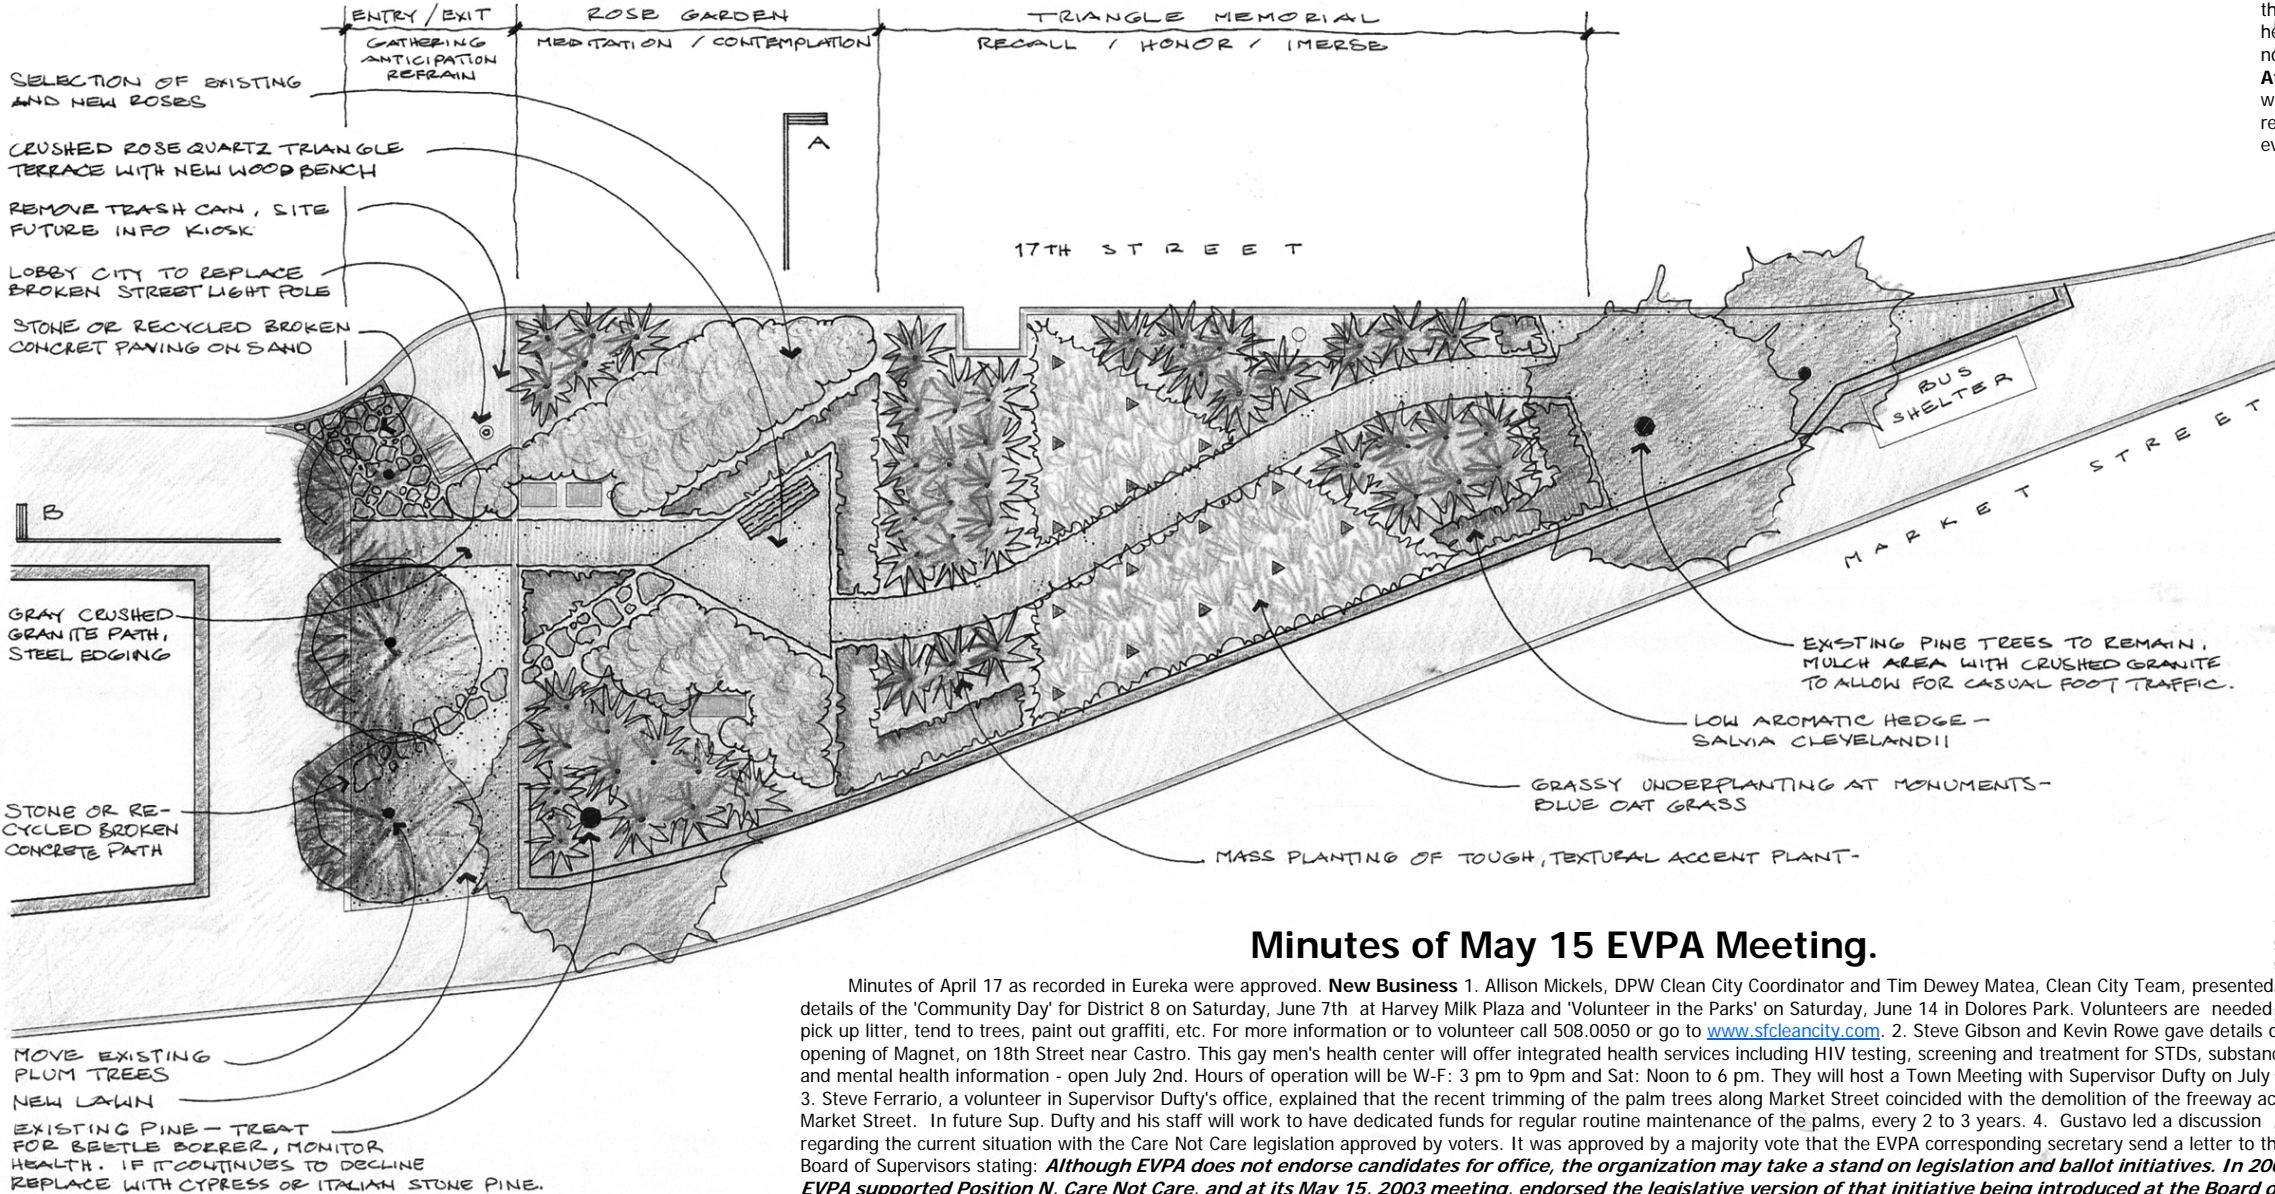 ENTRY / EXIT
GATHERING
ANTICIPATION
REFRAIN
ROSE GARDEN
MEDITATION / CONTEMPLATION
TRIANGLE MEMORIAL
RECALL / HONOR / IMERSE
SELECTION OF EXISTING
AND NEW ROSES
CRUSHED ROSE QUARTZ TRIANGLE
TERRACE WITH NEW WOOD BENCH
REMOVE TRASH CAN, SITE
FUTURE INFO KIOSK
LOBBY CITY TO REPLACE
BROKEN STREET LIGHT POLE
STONE OR RECYCLED BROKEN
CONCRET PAVING ON SAND
A
17TH STREET
B
BUS
SHELTER
MARKET STREET
GRAY CRUSHED
GRANITE PATH,
STEEL EDGING
STONE OR RE-
CYCLED BROKEN
CONCRETE PATH
MOVE EXISTING
PLUM TREES
NEW LAWN
EXISTING PINE - TREAT
FOR BEETLE BORRER, MONITOR
HEALTH. IF IT CONTINUES TO DECLINE
REPLACE WITH CYPRESS OR ITALIAN STONE PINE.
EXISTING PINE TREES TO REMAIN.
MULCH AREA WITH CRUSHED GRANITE
TO ALLOW FOR CASUAL FOOT TRAFFIC.
LOW AROMATIC HEDGE -
SALVIA CLEVELANDII
GRASSY UNDERPLANTING AT MONUMENTS-
BLUE OAT GRASS
MASS PLANTING OF TOUGH, TEXTURAL ACCENT PLANT-
Minutes of May 15 EVPA Meeting.
Minutes of April 17 as recorded in Eureka were approved. New Business 1. Allison Mickels, DPW Clean City Coordinator and Tim Dewey Matea, Clean City Team, presented
details of the 'Community Day' for District 8 on Saturday, June 7th at Harvey Milk Plaza and 'Volunteer in the Parks' on Saturday, June 14 in Dolores Park. Volunteers are needed
pick up litter, tend to trees, paint out graffiti, etc. For more information or to volunteer call 508.0050 or go to www.sfcleancity.com. 2. Steve Gibson and Kevin Rowe gave details
opening of Magnet, on 18th Street near Castro. This gay men's health center will offer integrated health services including HIV testing, screening and treatment for STDs,
and mental health information - open July 2nd. Hours of operation will be W-F: 3 pm to 9pm and Sat: Noon to 6 pm. They will host a Town Meeting with Supervisor Dufty on July
3. Steve Ferrario, a volunteer in Supervisor Dufty's office, explained that the recent trimming of the palm trees along Market Street coincided with the demolition of the freeway
Market Street. In future Sup. Dufty and his staff will work to have dedicated funds for regular routine maintenance of the palms, every 2 to 3 years. 4. Gustavo led a discussion
regarding the current situation with the Care Not Care legislation approved by voters. It was approved by a majority vote that the EVPA corresponding secretary send a letter to
Board of Supervisors stating: Although EVPA does not endorse candidates for office, the organization may take a stand on legislation and ballot initiatives. In
EVPA supported Position N, Care Not Care, and at its May 15, 2003 meeting, endorsed the legislative version of that initiative being introduced at the Board